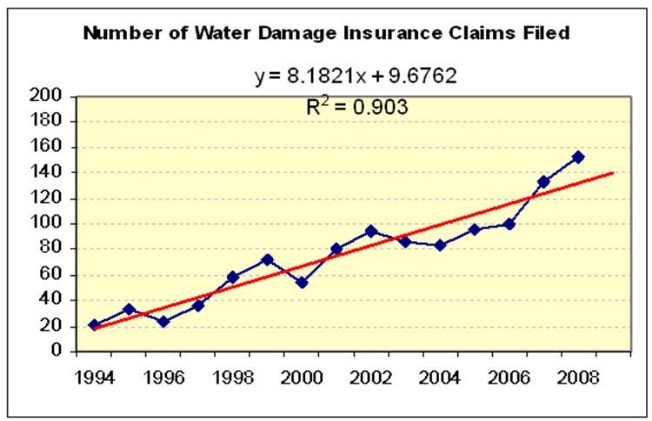 Number of Water Damage Insurance Claims Filed
y = 8.1821x + 9.6762
R² = 0.903
200
180
160
140
120
100
80
60
40
20
0
1994 1996 1998 2000 2002 2004 2006 2008